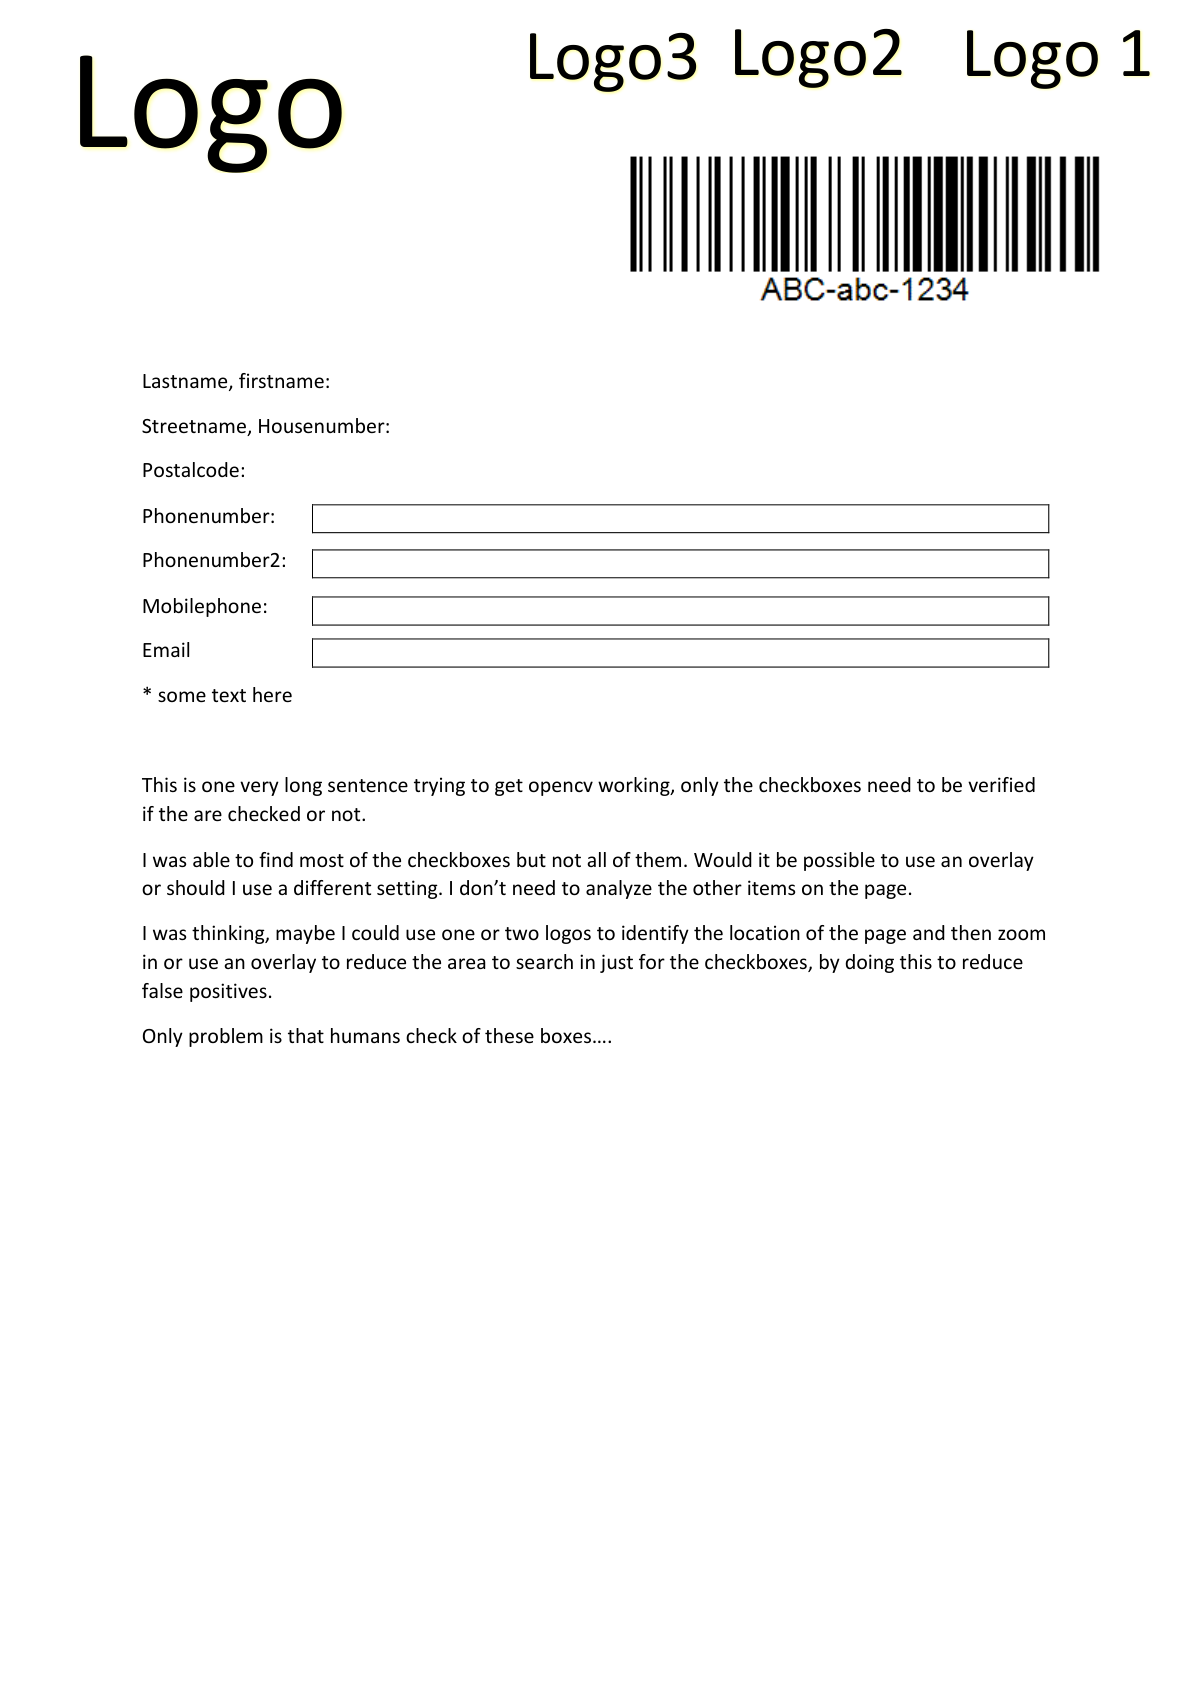 Logo
Logo3 Logo2 Logo 1
ABC-abc-1234
Lastname, firstname:
Streetname, Housenumber:
Postalcode:
Phonenumber:
Phonenumber2:
Mobilephone:
Email
* some text here
This is one very long sentence trying to get opencv working, only the checkboxes need to be verified
if the are checked or not.
I was able to find most of the checkboxes but not all of them. Would it be possible to use an overlay
or should I use a different setting. I don’t need to analyze the other items on the page.
I was thinking, maybe I could use one or two logos to identify the location of the page and then zoom
in or use an overlay to reduce the area to search in just for the checkboxes, by doing this to reduce
false positives.
Only problem is that humans check of these boxes….